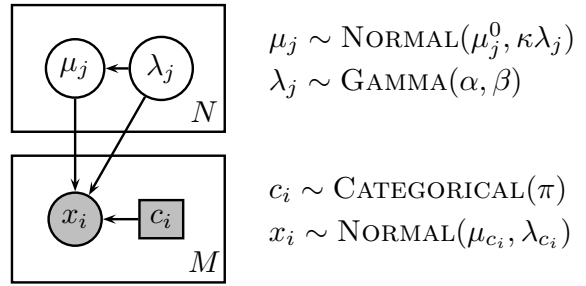 μ_j λ_j
N
μ_j ∼ NORMAL(μ_j^0, κλ_j)
λ_j ∼ GAMMA(α, β)
x_i c_i
M
c_i ∼ CATEGORICAL(π)
x_i ∼ NORMAL(μ_{c_i}, λ_{c_i})